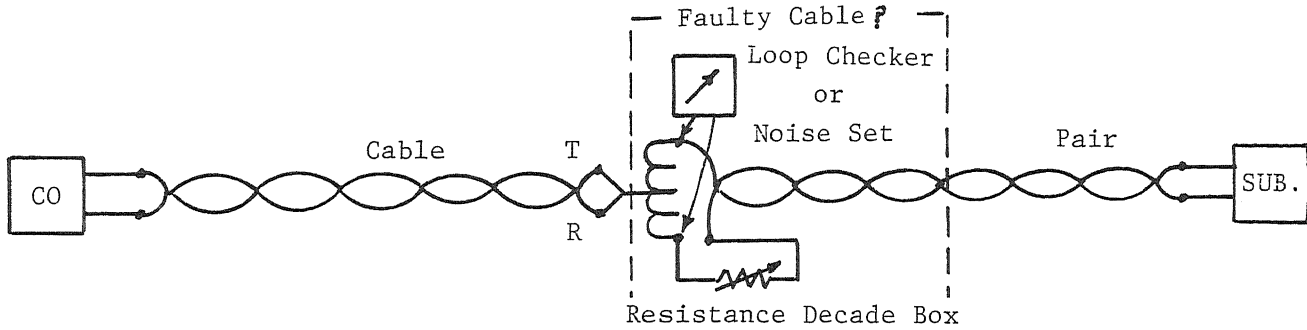 Faulty Cable?
Loop Checker
or
Noise Set
Cable
T
R
Pair
CO
SUB.
Resistance Decade Box